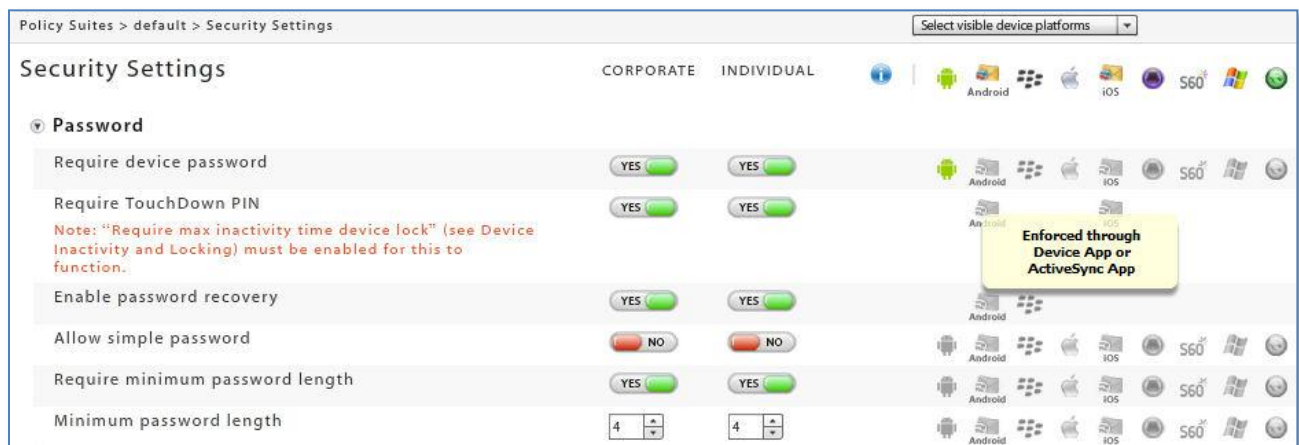 Policy Suites > default > Security Settings
Select visible device platforms
Security Settings
CORPORATE INDIVIDUAL
Android iOS S60
Password
Require device password YES YES Android iOS S60
Require TouchDown PIN YES YES Android iOS
Note: “Require max inactivity time device lock” (see Device
Inactivity and Locking) must be enabled for this to
function.
Enforced through
Device App or
ActiveSync App
Enable password recovery YES YES Android
Allow simple password NO NO Android iOS S60
Require minimum password length YES YES Android iOS S60
Minimum password length 4 4 Android iOS S60